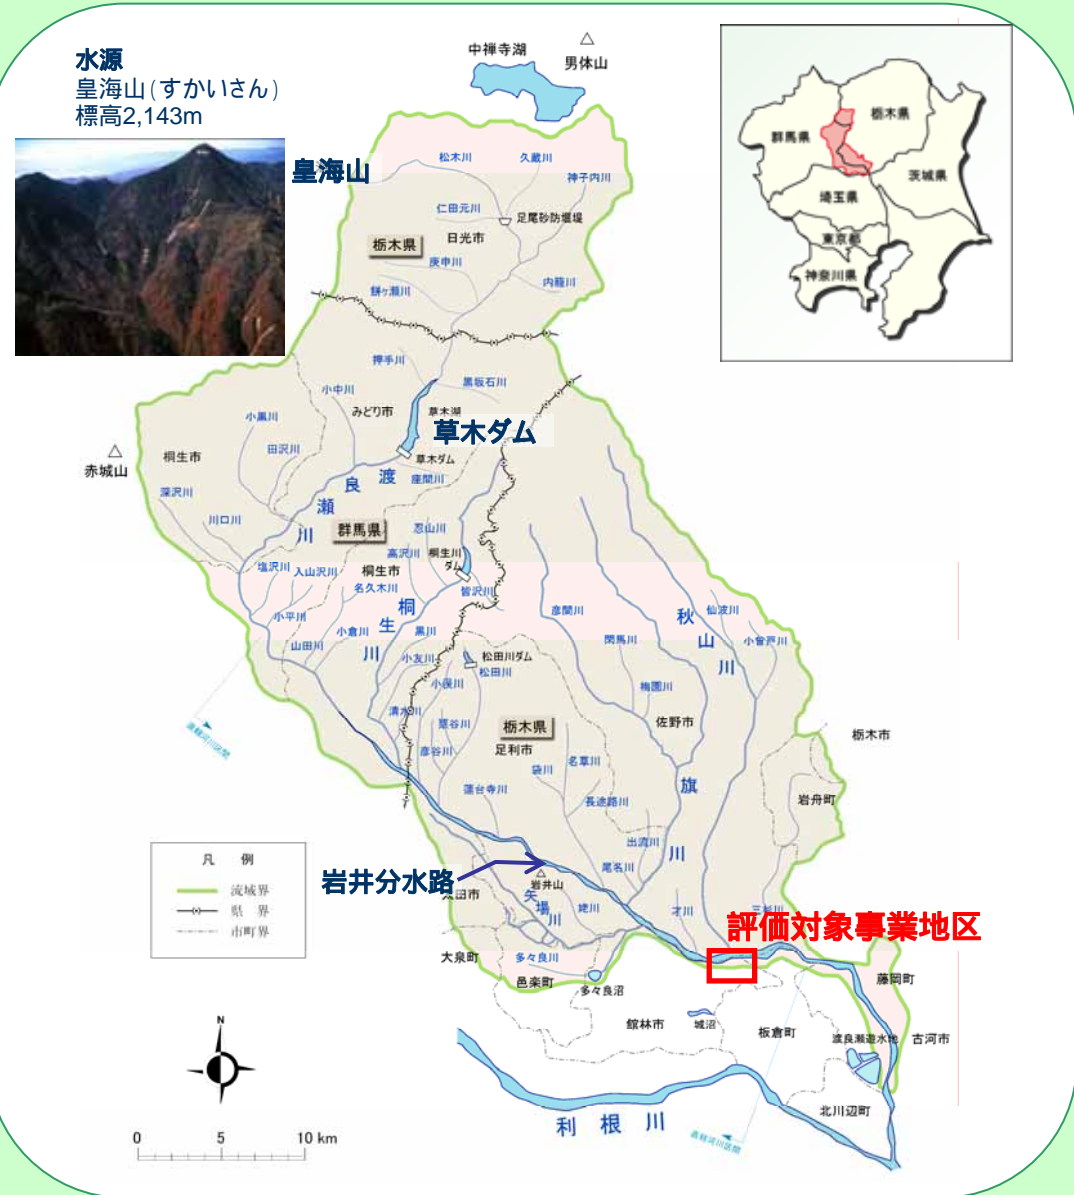 水源
皇海山(すかいさん)
標高2,143m
中禅寺湖
男体山
皇海山
松木川
久蔵川
神子内川
仁田元川
足尾砂防堰堤
栃木県
日光市
庚申川
餅ヶ瀬川
内籠川
群馬県
栃木県
茨城県
埼玉県
東京都
神奈川県
押手川
黒坂石川
小中川
みどり市
草木湖
草木ダム
草木ダム
小黒川
田沢川
桐生市
赤城山
深沢川
川口川
渡良瀬川
座間川
群馬県
忍山川
高沢川
桐生川
ダム
塩沢川
入山沢川
桐生市
名久木川
皆沢川
桐生川
小平川
小倉川
黒川
山田川
小友川
松田川ダム
松田川
小俣川
彦間川
秋山川
仙波川
小曾戸川
閑馬川
梅園川
佐野市
栃木市
清水川
粟谷川
彦谷川
栃木県
足利市
名草川
袋川
蓮台寺川
長途路川
旗川
岩舟町
出流川
尾名川
直轄河川区間
凡 例
流域界
県 界
市町界
岩井分水路
岩井山
太田市
矢場川
姥川
才川
三杉川
評価対象事業地区
大泉町
多々良川
邑楽町
多々良沼
藤岡町
館林市
城沼
板倉町
渡良瀬遊水地
古河市
北川辺町
利根川
直轄河川区間
N
0 5 10 km